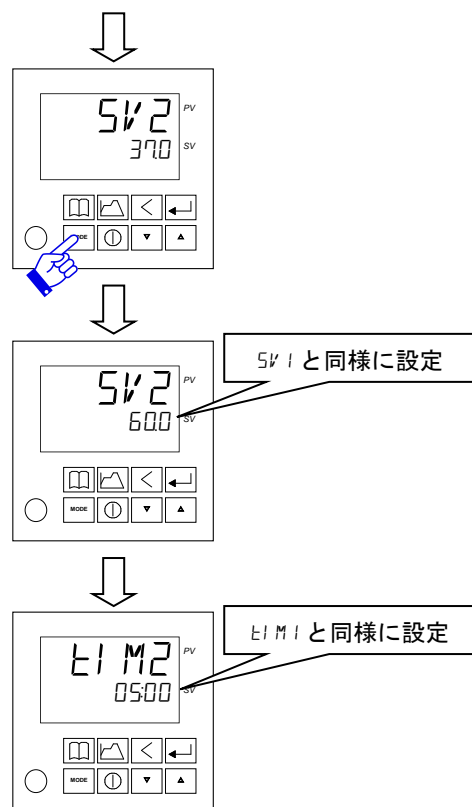 SV2 PV
37.0 SV
MODE
SV2 PV
60.0 SV
SV1と同様に設定
MODE
tIM2 PV
05:00 SV
tIM1と同様に設定
MODE